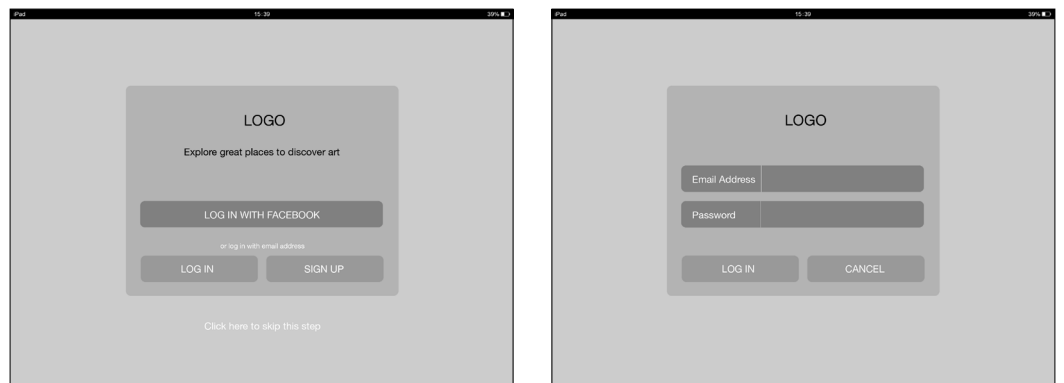 iPad 15:39 39%
LOGO
Explore great places to discover art
LOG IN WITH FACEBOOK
or log in with email address
LOG IN SIGN UP
Click here to skip this step
iPad 15:39 39%
LOGO
Email Address
Password
LOG IN CANCEL